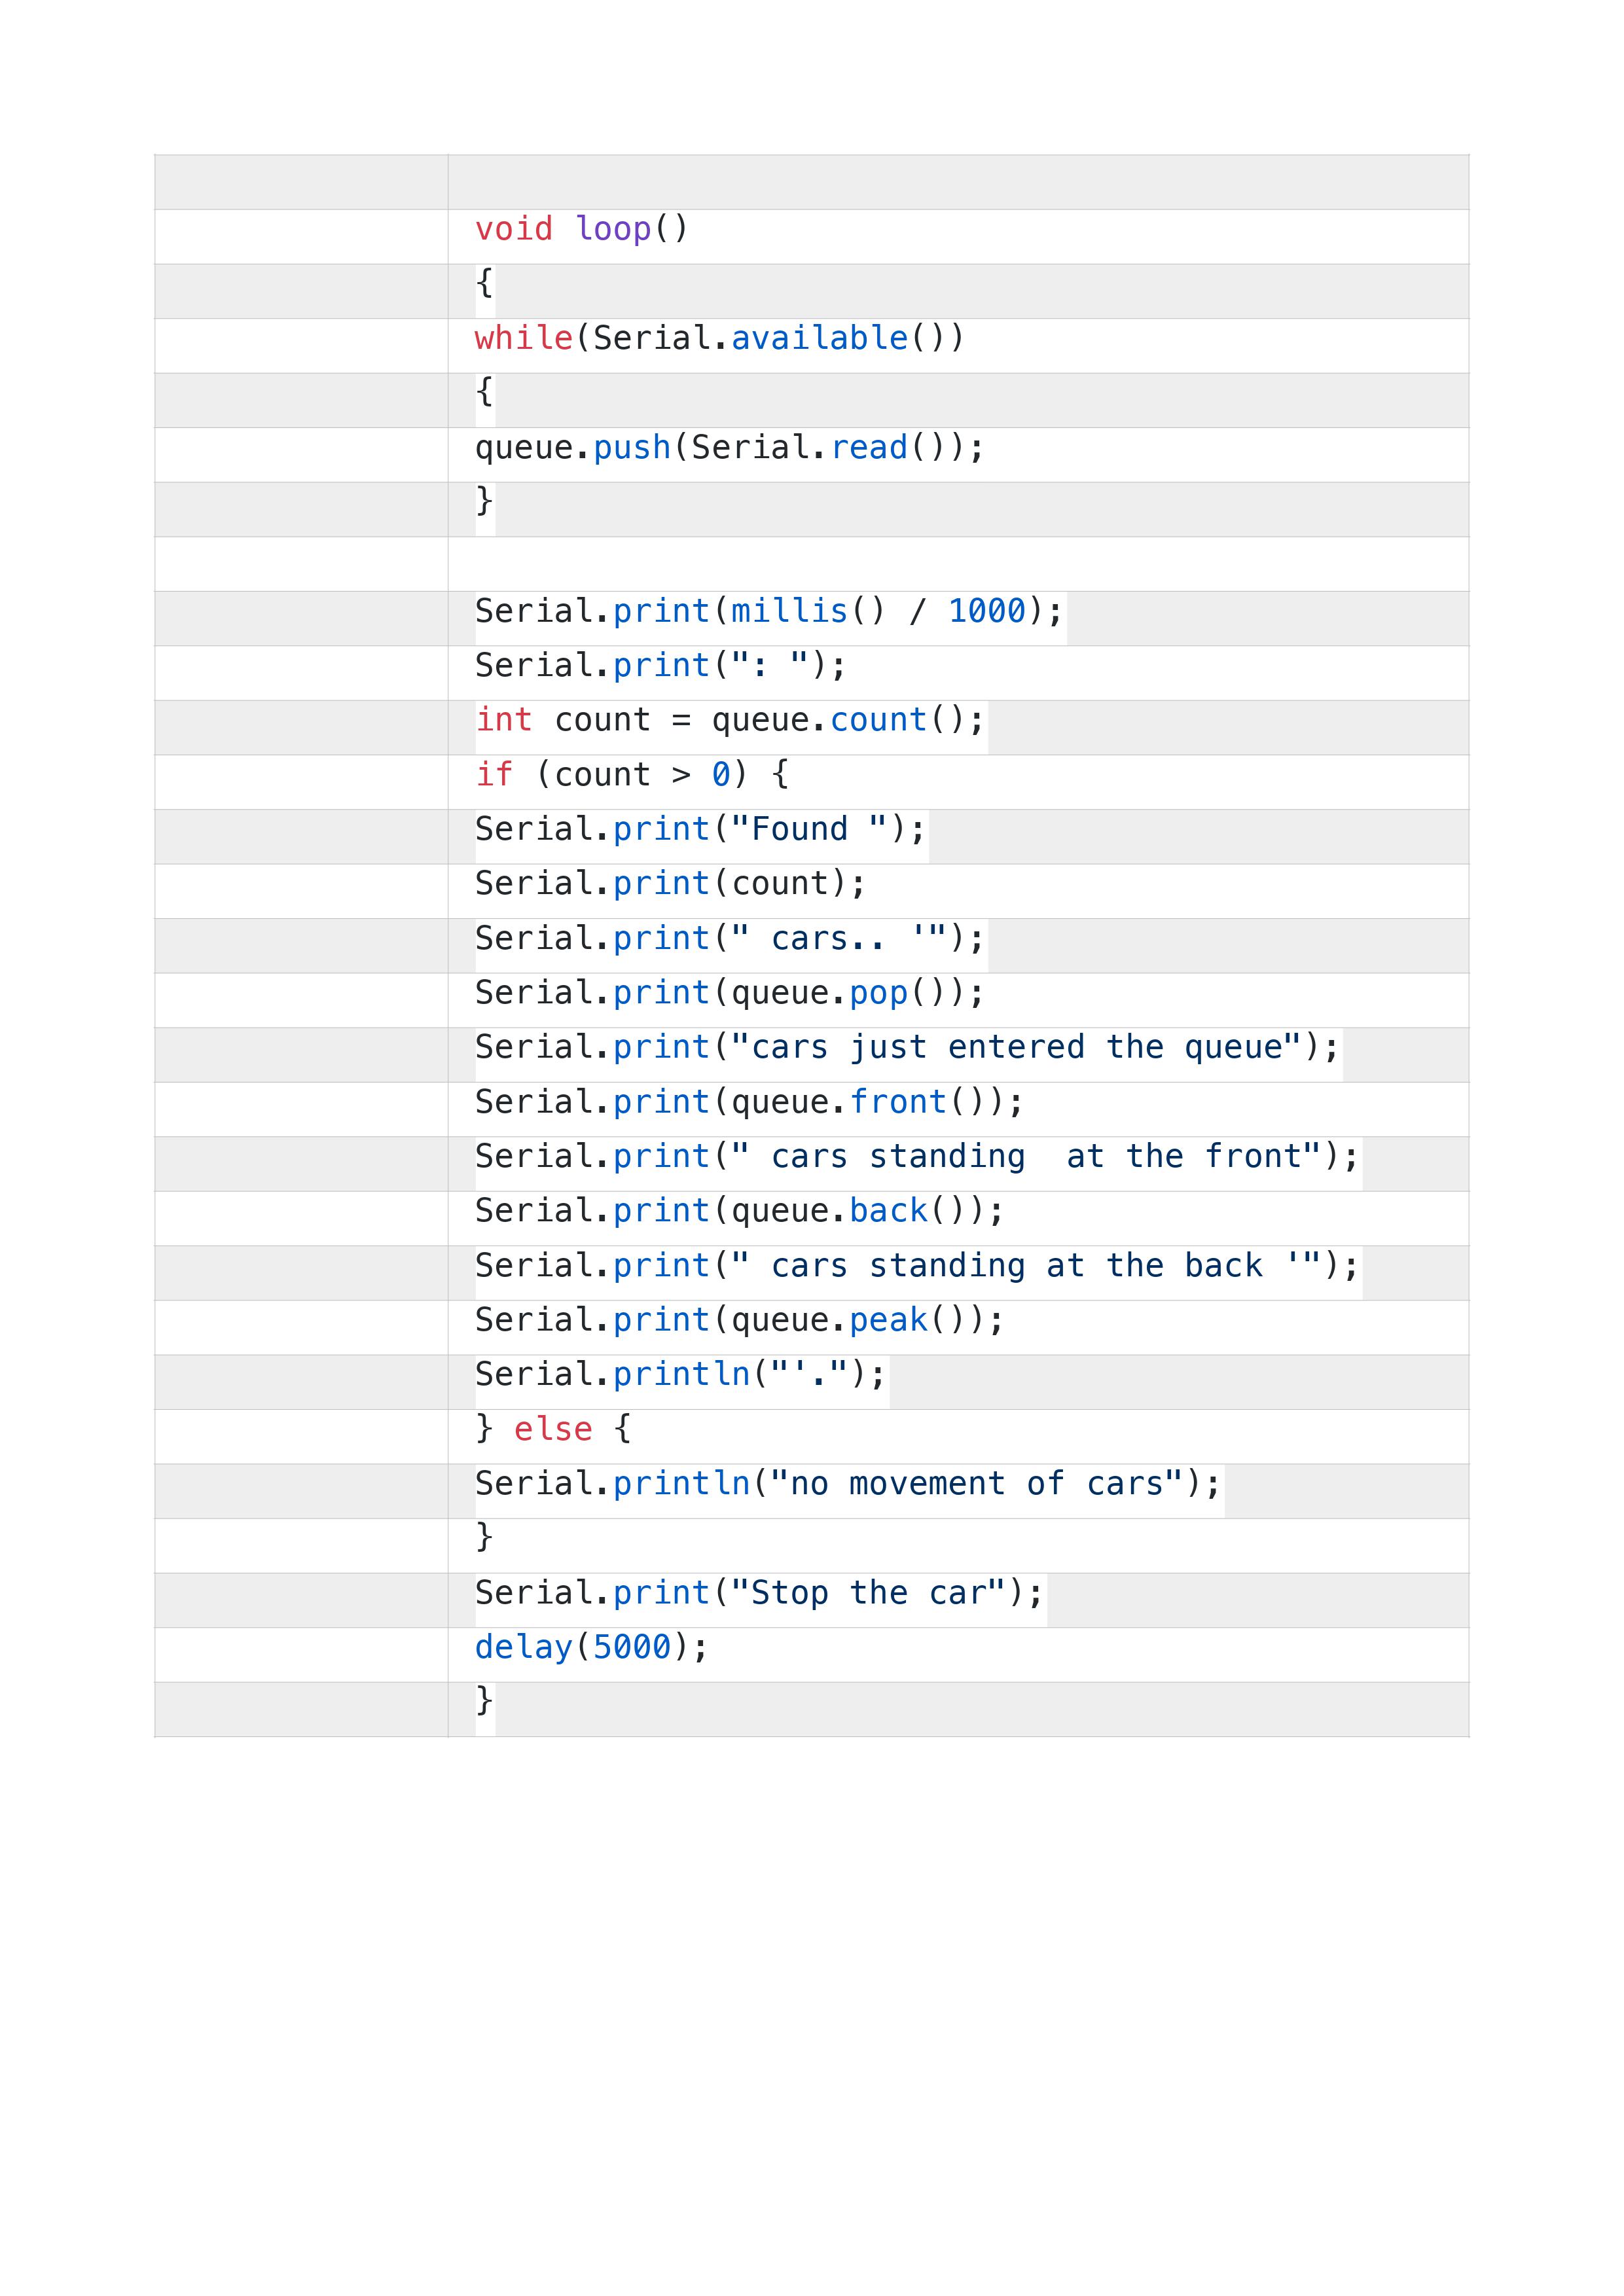 void loop()
{
while(Serial.available())
{
queue.push(Serial.read());
}
Serial.print(millis() / 1000);
Serial.print(": ");
int count = queue.count();
if (count > 0) {
Serial.print("Found ");
Serial.print(count);
Serial.print(" cars.. '");
Serial.print(queue.pop());
Serial.print("cars just entered the queue");
Serial.print(queue.front());
Serial.print(" cars standing  at the front");
Serial.print(queue.back());
Serial.print(" cars standing at the back '");
Serial.print(queue.peak());
Serial.println("'.");
} else {
Serial.println("no movement of cars");
}
Serial.print("Stop the car");
delay(5000);
}